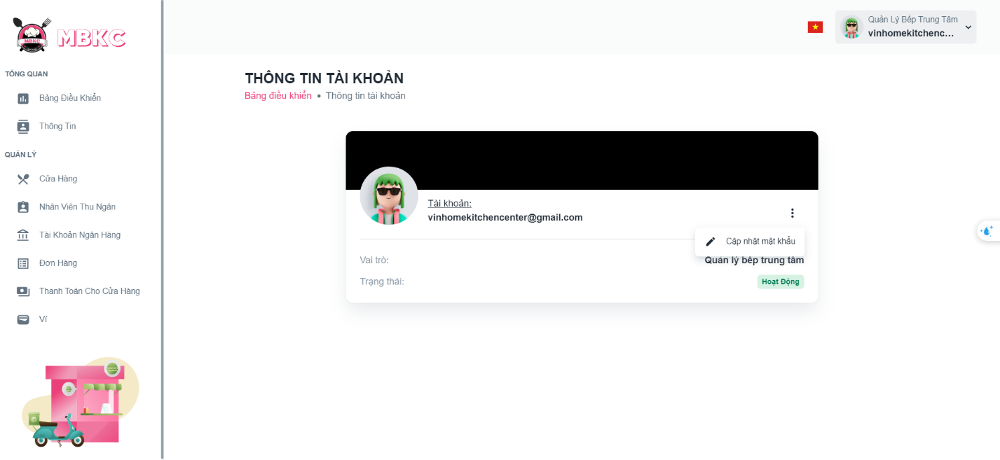 MBKC
MBKC
Quản Lý Bếp Trung Tâm
vinhomekitchenc...
TỔNG QUAN
Bảng Điều Khiển
Thông Tin
QUẢN LÝ
Cửa Hàng
Nhân Viên Thu Ngân
Tài Khoản Ngân Hàng
Đơn Hàng
Thanh Toán Cho Cửa Hàng
Ví
THÔNG TIN TÀI KHOẢN
Bảng điều khiển • Thông tin tài khoản
Tài khoản:
vinhomekitchencenter@gmail.com
Cập nhật mật khẩu
Vai trò: Quản lý bếp trung tâm
Trạng thái: Hoạt Động